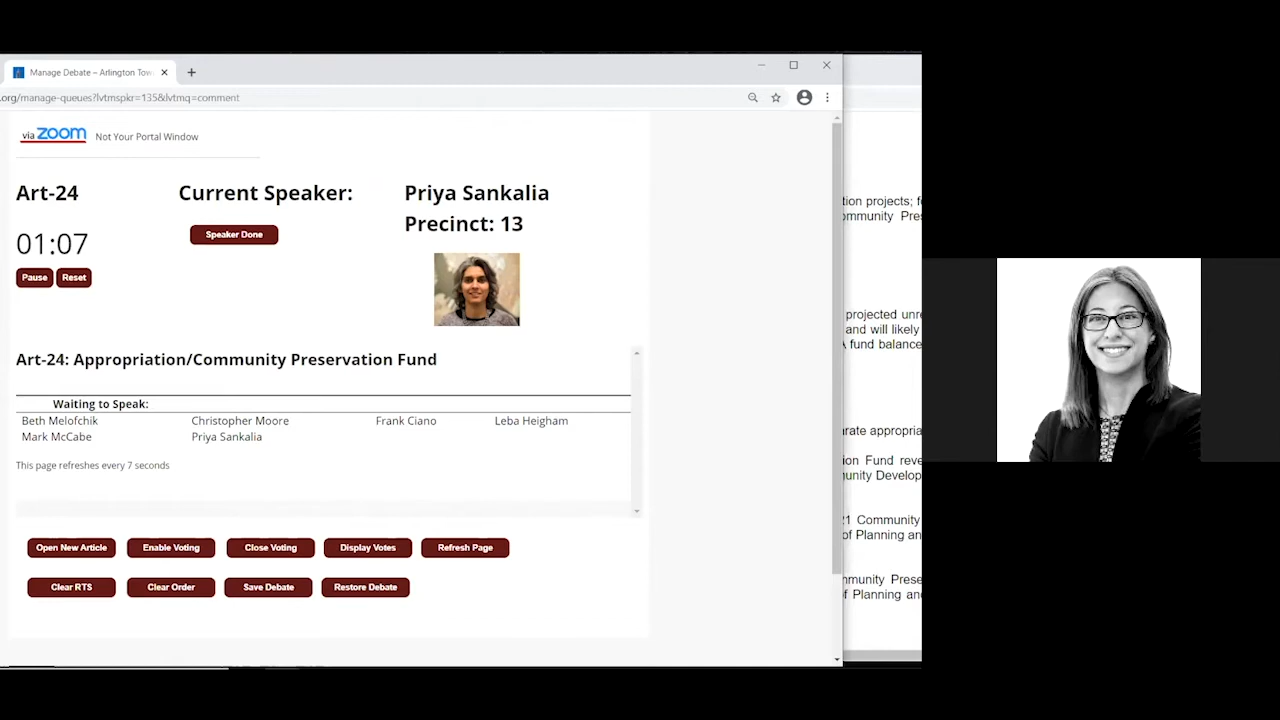 Manage Debate – Arlington Tow
.org/manage-queues?lvtmspkr=135&lvtmq=comment
via zoom Not Your Portal Window
Art-24 Current Speaker: Priya Sankalia
Precinct: 13
01:07 Speaker Done
Pause Reset
Art-24: Appropriation/Community Preservation Fund
Waiting to Speak:
Beth Melofchik Christopher Moore Frank Ciano Leba Heigham
Mark McCabe Priya Sankalia
This page refreshes every 7 seconds
Open New Article Enable Voting Close Voting Display Votes Refresh Page
Clear RTS Clear Order Save Debate Restore Debate
tion projects; f
ommunity Pres
projected unre
and will likely
A fund balance
arate appropria
ion Fund reve
unity Develop
21 Community
of Planning an
mmunity Prese
of Planning and